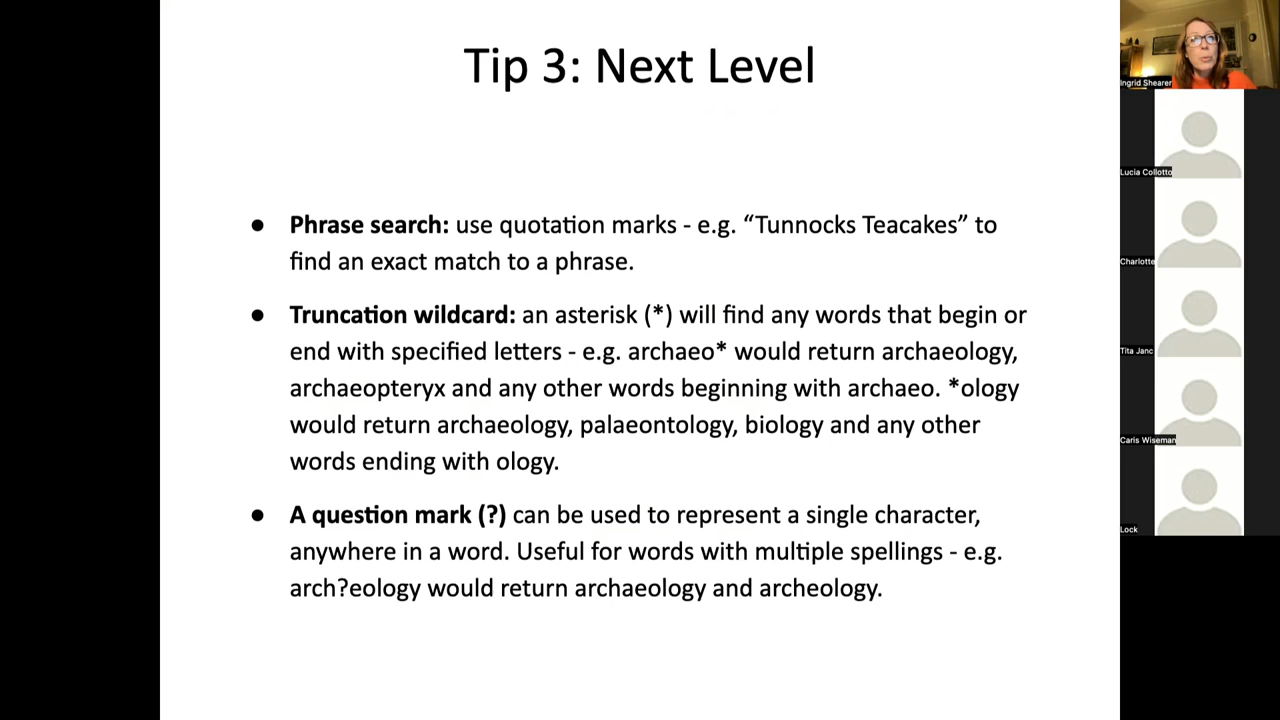 Tip 3: Next Level
● Phrase search: use quotation marks - e.g. “Tunnocks Teacakes” to
find an exact match to a phrase.
● Truncation wildcard: an asterisk (*) will find any words that begin or
end with specified letters - e.g. archaeo* would return archaeology,
archaeopteryx and any other words beginning with archaeo. *ology
would return archaeology, palaeontology, biology and any other
words ending with ology.
● A question mark (?) can be used to represent a single character,
anywhere in a word. Useful for words with multiple spellings - e.g.
arch?eology would return archaeology and archeology.
Ingrid Shearer
Lucia Collotto
Charlotte
Tita Janc
Caris Wiseman
Lock